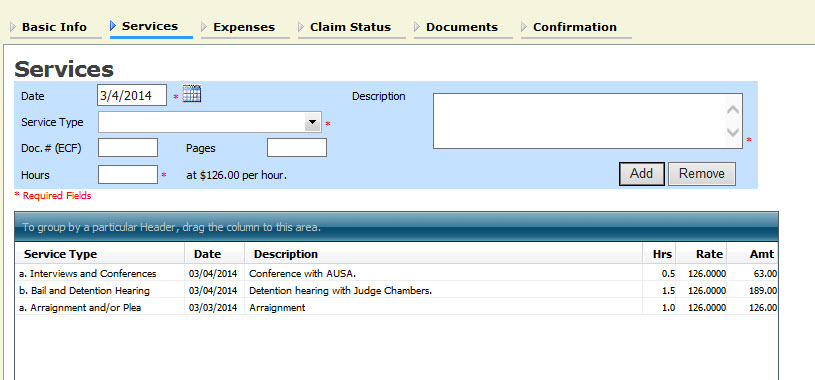 Basic Info Services Expenses Claim Status Documents Confirmation
Services
Date 3/4/2014 * Description
Service Type * *
Doc.# (ECF) Pages
Hours * at $126.00 per hour. Add Remove
* Required Fields
To group by a particular Header, drag the column to this area.
Service Type Date Description Hrs Rate Amt
a. Interviews and Conferences 03/04/2014 Conference with AUSA. 0.5 126.0000 63.00
b. Bail and Detention Hearing 03/04/2014 Detention hearing with Judge Chambers. 1.5 126.0000 189.00
a. Arraignment and/or Plea 03/03/2014 Arraignment 1.0 126.0000 126.00